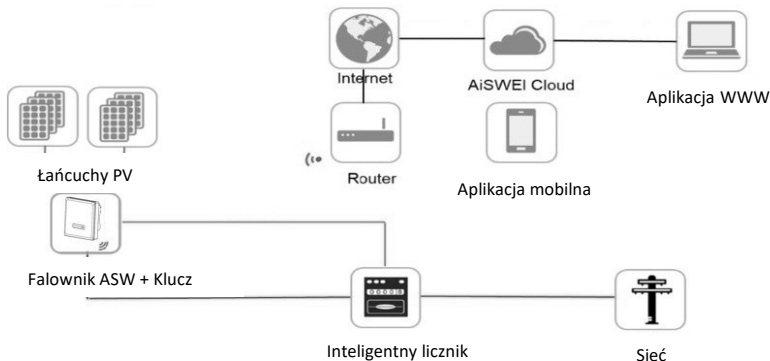 Internet
AiSWEI Cloud
Aplikacja WWW
Łańcuchy PV
Router
Aplikacja mobilna
Falownik ASW + Klucz
Inteligentny licznik
Sieć